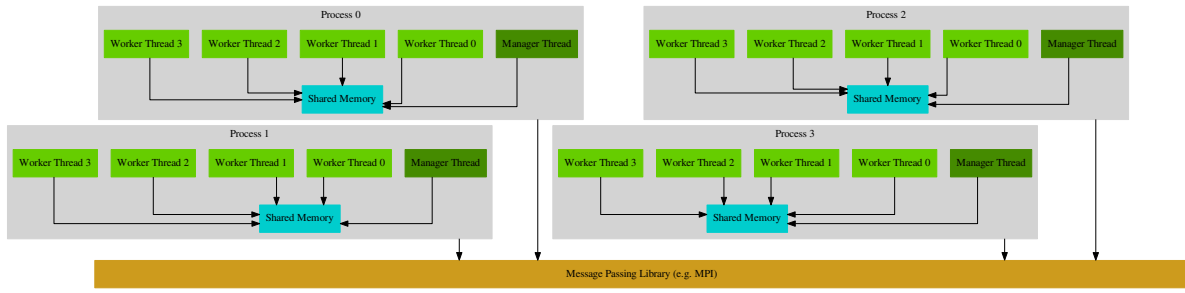 Process 0
Worker Thread 3
Worker Thread 2
Worker Thread 1
Worker Thread 0
Manager Thread
Shared Memory
Process 2
Worker Thread 3
Worker Thread 2
Worker Thread 1
Worker Thread 0
Manager Thread
Shared Memory
Process 1
Worker Thread 3
Worker Thread 2
Worker Thread 1
Worker Thread 0
Manager Thread
Shared Memory
Process 3
Worker Thread 3
Worker Thread 2
Worker Thread 1
Worker Thread 0
Manager Thread
Shared Memory
Message Passing Library (e.g. MPI)